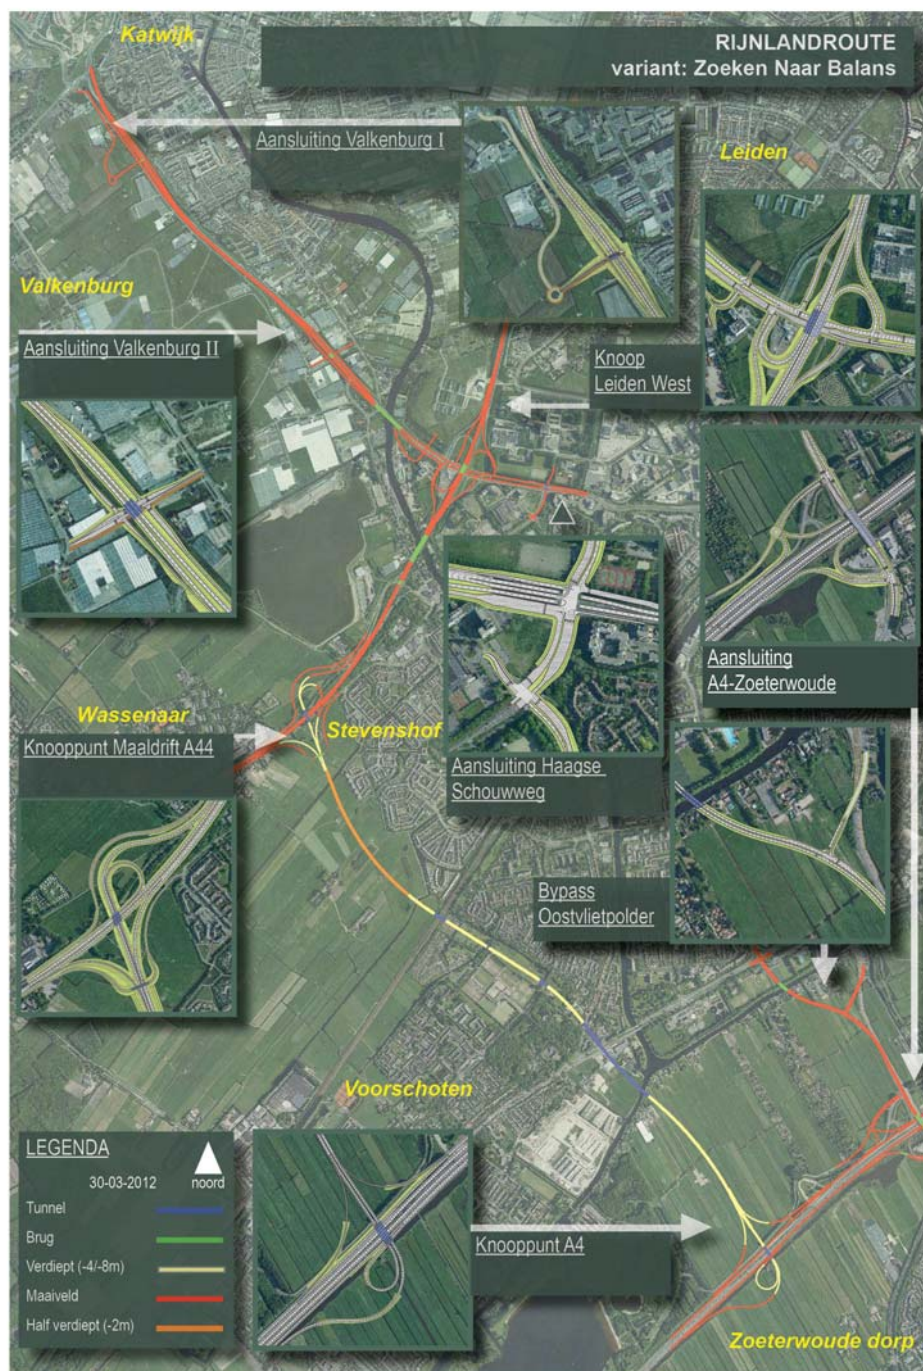 Katwijk
RIJNLANDROUTE
variant: Zoeken Naar Balans
Aansluiting Valkenburg I
Leiden
Valkenburg
Aansluiting Valkenburg II
Knoop
Leiden West
Wassenaar
Stevenshof
Knooppunt Maaldrift A44
Aansluiting Haagse
Schouwweg
Aansluiting
A4-Zoeterwoude
Bypass
Oostvlietpolder
Voorschoten
LEGENDA
30-03-2012
noord
Tunnel
Brug
Verdiept (-4/-8m)
Maaiveld
Half verdiept (-2m)
Knooppunt A4
Zoeterwoude dorp